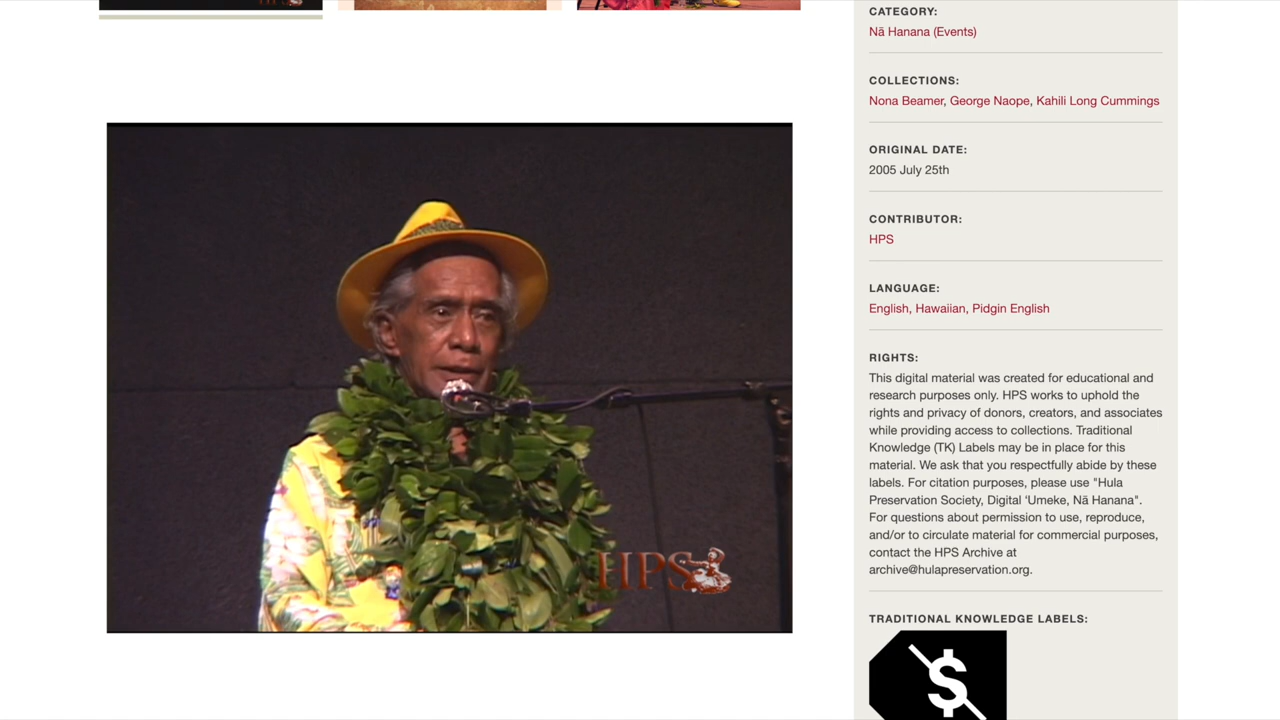 HPS
CATEGORY:
Nā Hanana (Events)
COLLECTIONS:
Nona Beamer, George Naope, Kahili Long Cummings
ORIGINAL DATE:
2005 July 25th
CONTRIBUTOR:
HPS
LANGUAGE:
English, Hawaiian, Pidgin English
RIGHTS:
This digital material was created for educational and
research purposes only. HPS works to uphold the
rights and privacy of donors, creators, and associates
while providing access to collections. Traditional
Knowledge (TK) Labels may be in place for this
material. We ask that you respectfully abide by these
labels. For citation purposes, please use "Hula
Preservation Society, Digital ‘Umeke, Nā Hanana".
For questions about permission to use, reproduce,
and/or to circulate material for commercial purposes,
contact the HPS Archive at
archive@hulapreservation.org.
TRADITIONAL KNOWLEDGE LABELS:
$